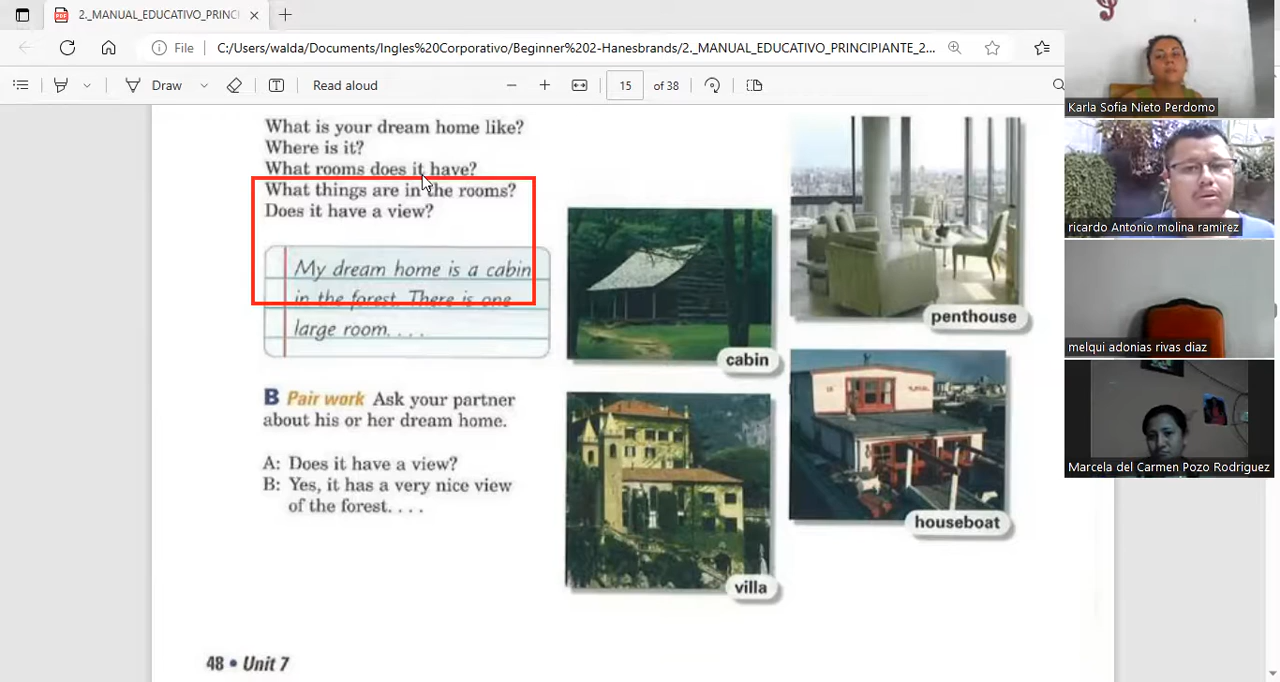 2._MANUAL_EDUCATIVO_PRINCI
File
C:/Users/walda/Documents/Ingles%20Corporativo/Beginner%202-Hanesbrands/2._MANUAL_EDUCATIVO_PRINCIPIANTE_2...
Draw
Read aloud
15 of 38
What is your dream home like?
Where is it?
What rooms does it have?
What things are in the rooms?
Does it have a view?
My dream home is a cabin
in the forest. There is one
large room. . . .
B Pair work Ask your partner
about his or her dream home.
A: Does it have a view?
B: Yes, it has a very nice view
of the forest. . . .
cabin
penthouse
villa
houseboat
48 • Unit 7
Karla Sofia Nieto Perdomo
ricardo Antonio molina ramirez
melqui adonias rivas diaz
Marcela del Carmen Pozo Rodriguez